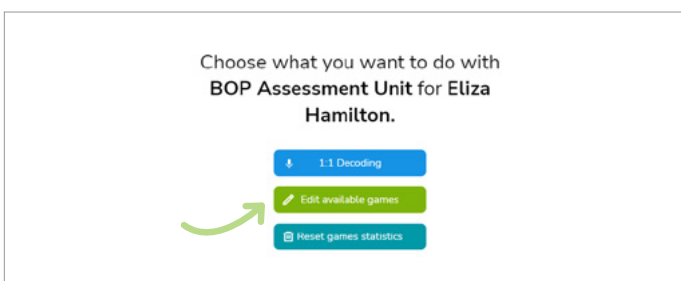 Choose what you want to do with
BOP Assessment Unit for Eliza
Hamilton.
1:1 Decoding
Edit available games
Reset games statistics